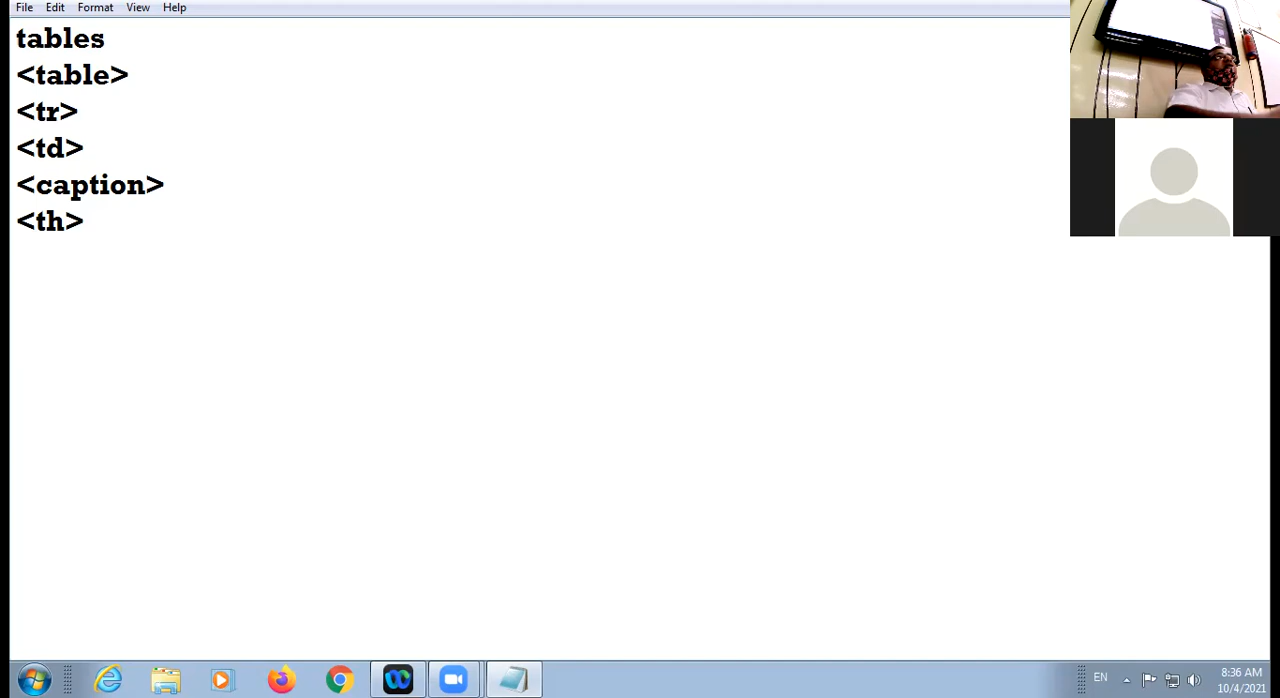 File Edit Format View Help
tables
<table>
<tr>
<td>
<caption>
<th>
EN
8:36 AM
10/4/2021